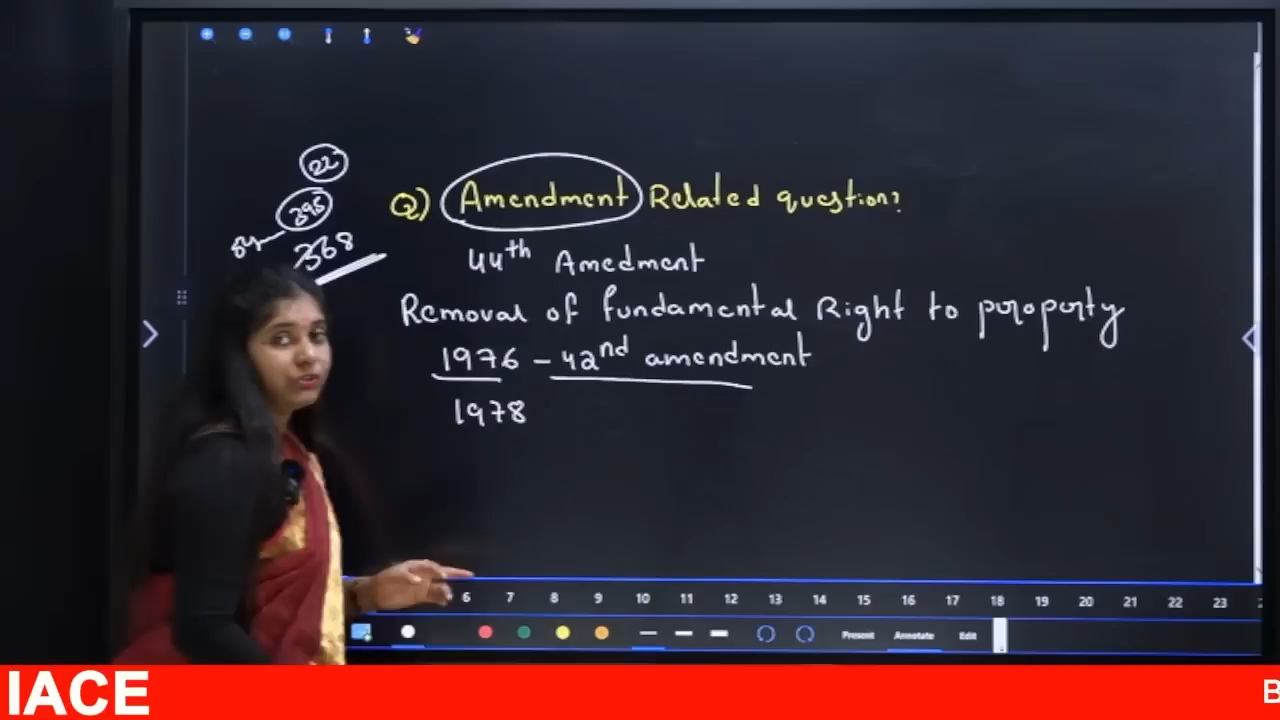 22
395
368
Q) Amendment Related question?
44th Amedment
Removal of fundamental Right to property
1976 - 42nd amendment
1978
6 7 8 9 10 11 12 13 14 15 16 17 18 19 20 21 22 23
Present Annotate Edit
IACE
B